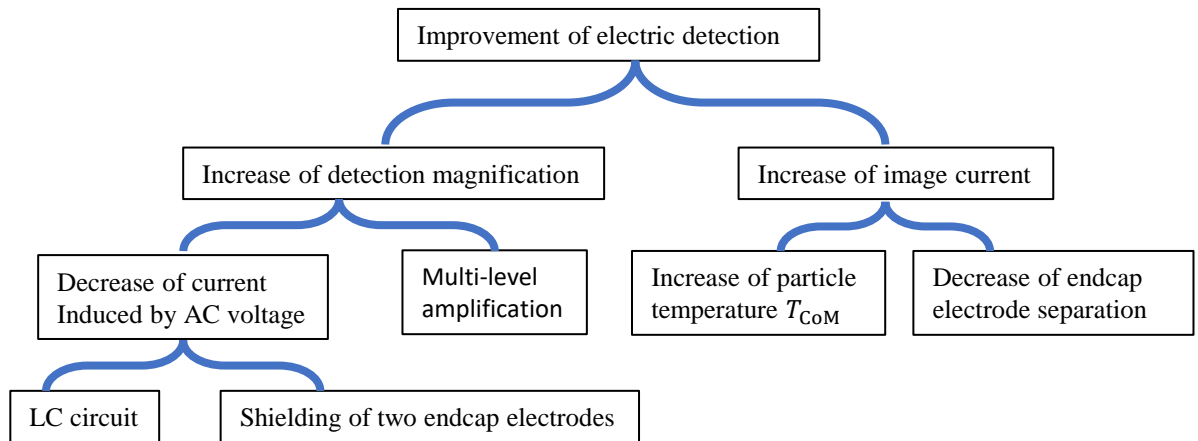 Improvement of electric detection
Increase of detection magnification
Increase of image current
Decrease of current
Induced by AC voltage
Multi-level
amplification
Increase of particle
temperature T_CoM
Decrease of endcap
electrode separation
LC circuit
Shielding of two endcap electrodes